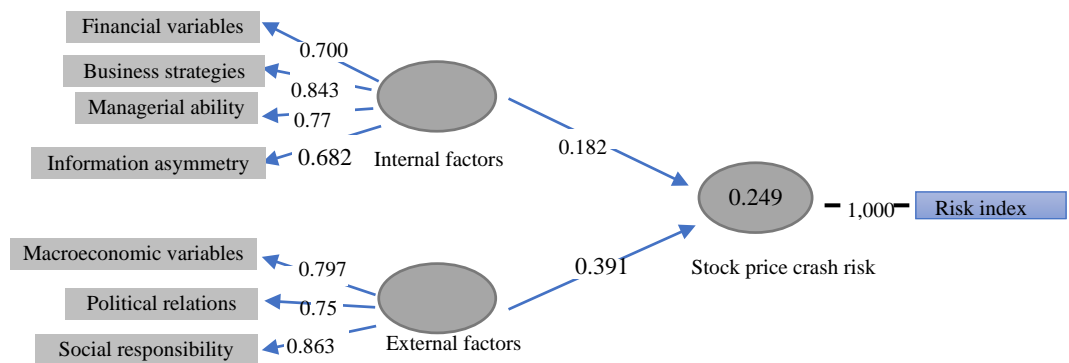 Financial variables
0.700
Business strategies
0.843
Managerial ability
0.77
Information asymmetry
0.682
Internal factors
0.182
0.249
1,000
Risk index
Stock price crash risk
0.391
Macroeconomic variables
0.797
Political relations
0.75
Social responsibility
0.863
External factors